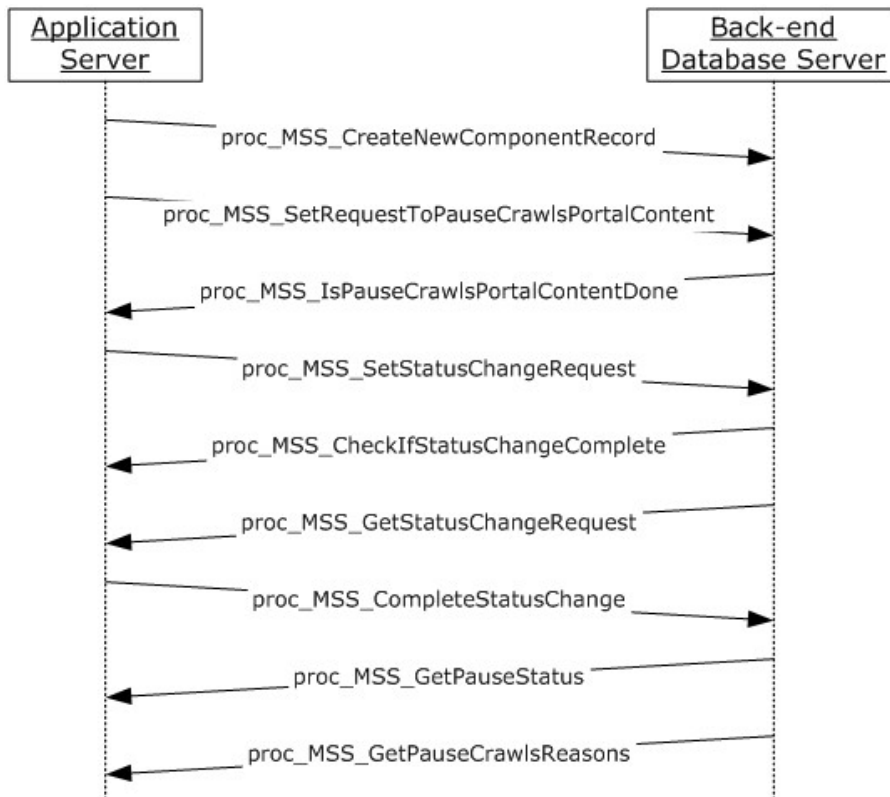 Application
Server
Back-end
Database Server
proc_MSS_CreateNewComponentRecord
proc_MSS_SetRequestToPauseCrawlsPortalContent
proc_MSS_IsPauseCrawlsPortalContentDone
proc_MSS_SetStatusChangeRequest
proc_MSS_CheckIfStatusChangeComplete
proc_MSS_GetStatusChangeRequest
proc_MSS_CompleteStatusChange
proc_MSS_GetPauseStatus
proc_MSS_GetPauseCrawlsReasons